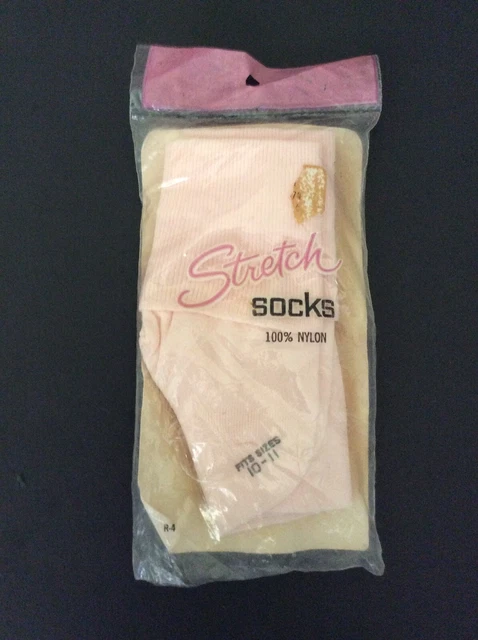 Stretch
socks
100% NYLON
FITS SIZES
10-11
R-4